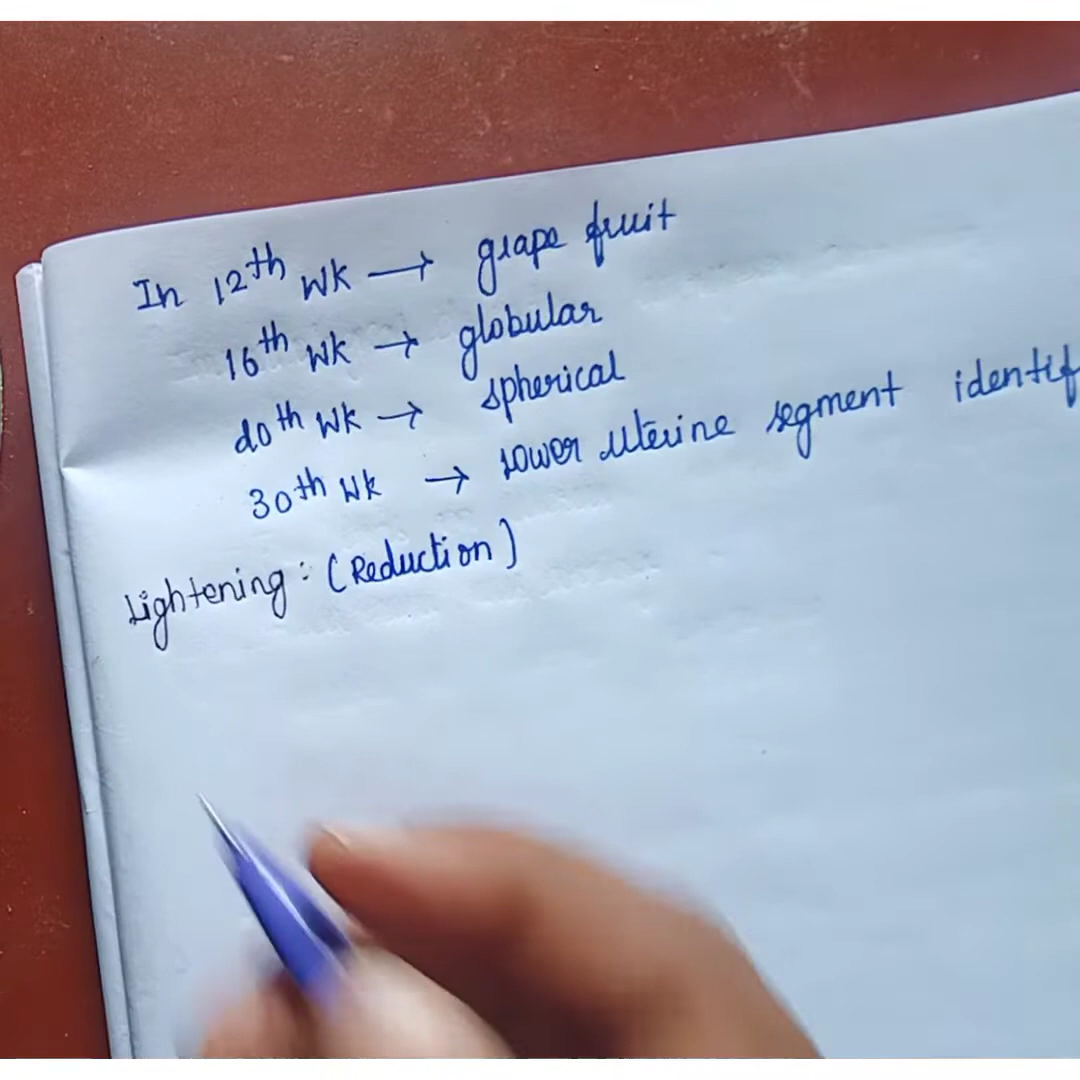 In 12th WK → grape fruit
16th WK → globular
20th WK → spherical
30th WK → Lower Uterine segment identif
Lightening : (Reduction)